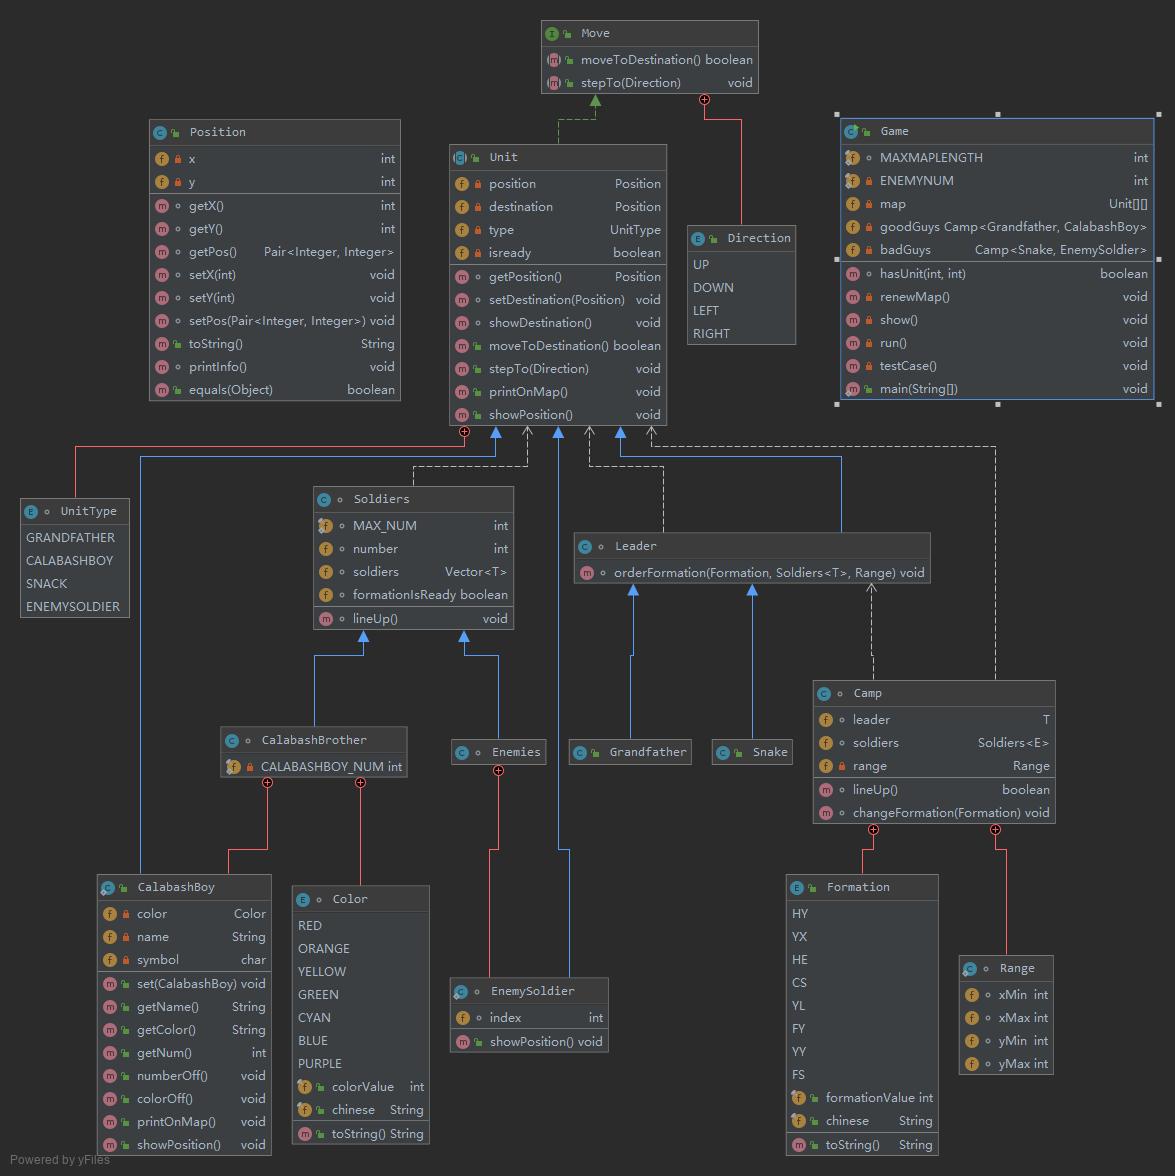 Move
moveToDestination() boolean
stepTo(Direction) void
Position
x int
y int
getX() int
getY() int
getPos() Pair<Integer, Integer>
setX(int) void
setY(int) void
setPos(Pair<Integer, Integer>) void
toString() String
printInfo() void
equals(Object) boolean
Unit
position Position
destination Position
type UnitType
isready boolean
getPosition() Position
setDestination(Position) void
showDestination() void
moveToDestination() boolean
stepTo(Direction) void
printOnMap() void
showPosition() void
Direction
UP
DOWN
LEFT
RIGHT
Game
MAXMAPLENGTH int
ENEMYNUM int
map Unit[][]
goodGuys Camp<Grandfather, CalabashBoy>
badGuys Camp<Snake, EnemySoldier>
hasUnit(int, int) boolean
renewMap() void
show() void
run() void
testCase() void
main(String[]) void
UnitType
GRANDFATHER
CALABASHBOY
SNACK
ENEMYSOLDIER
Soldiers
MAX_NUM int
number int
soldiers Vector<T>
formationIsReady boolean
lineUp() void
Leader
orderFormation(Formation, Soldiers<T>, Range) void
CalabashBrother
CALABASHBOY_NUM int
Enemies
Grandfather
Snake
Camp
leader T
soldiers Soldiers<E>
range Range
lineUp() boolean
changeFormation(Formation) void
CalabashBoy
color Color
name String
symbol char
set(CalabashBoy) void
getName() String
getColor() String
getNum() int
numberOff() void
colorOff() void
printOnMap() void
showPosition() void
Color
RED
ORANGE
YELLOW
GREEN
CYAN
BLUE
PURPLE
colorValue int
chinese String
toString() String
EnemySoldier
index int
showPosition() void
Formation
HY
YX
HE
CS
YL
FY
YY
FS
formationValue int
chinese String
toString() String
Range
xMin int
xMax int
yMin int
yMax int
Powered by yFiles